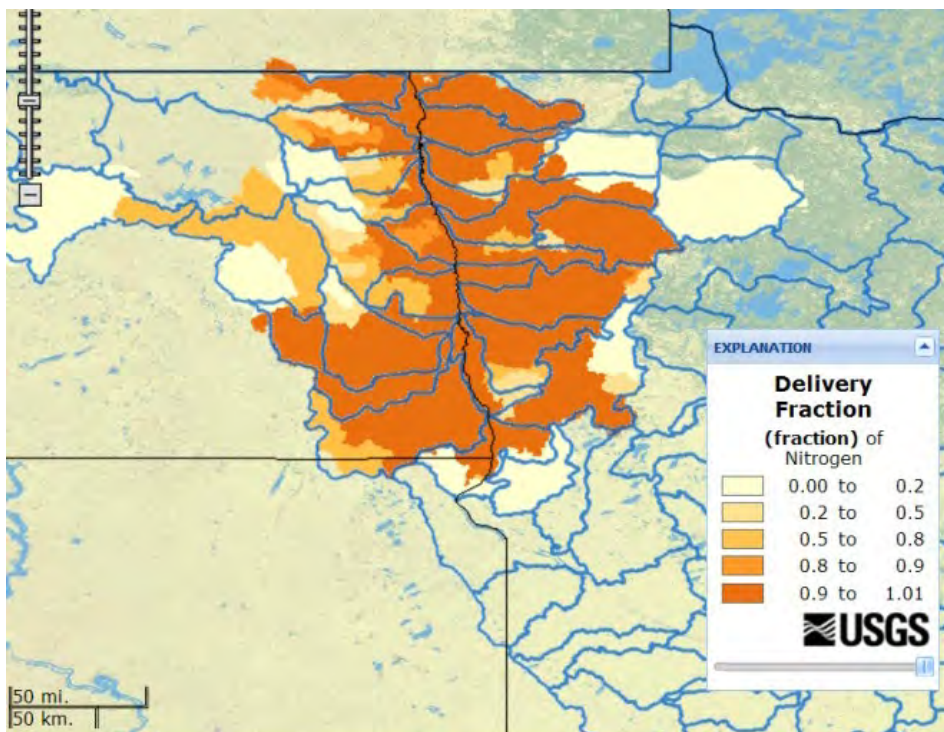 EXPLANATION
Delivery
Fraction
(fraction) of
Nitrogen
0.00 to 0.2
0.2 to 0.5
0.5 to 0.8
0.8 to 0.9
0.9 to 1.01
USGS
50 mi.
50 km.